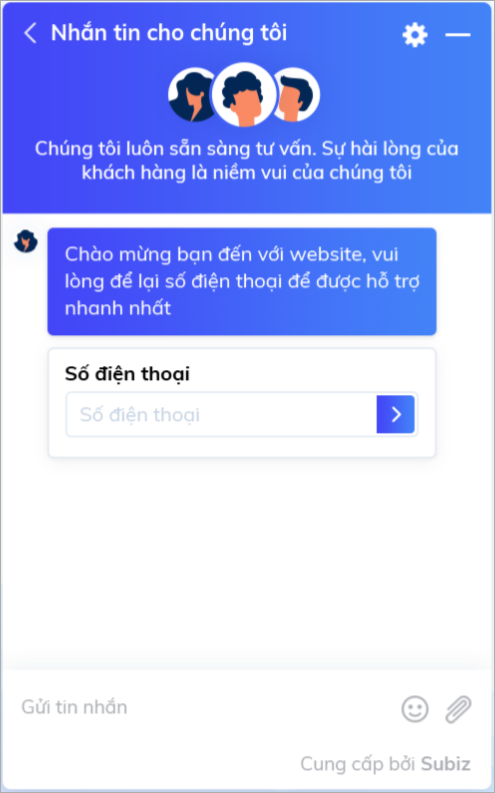 Nhắn tin cho chúng tôi
Chúng tôi luôn sẵn sàng tư vấn. Sự hài lòng của
khách hàng là niềm vui của chúng tôi
Chào mừng bạn đến với website, vui
lòng để lại số điện thoại để được hỗ trợ
nhanh nhất
Số điện thoại
Số điện thoại
Gửi tin nhắn
Cung cấp bởi Subiz